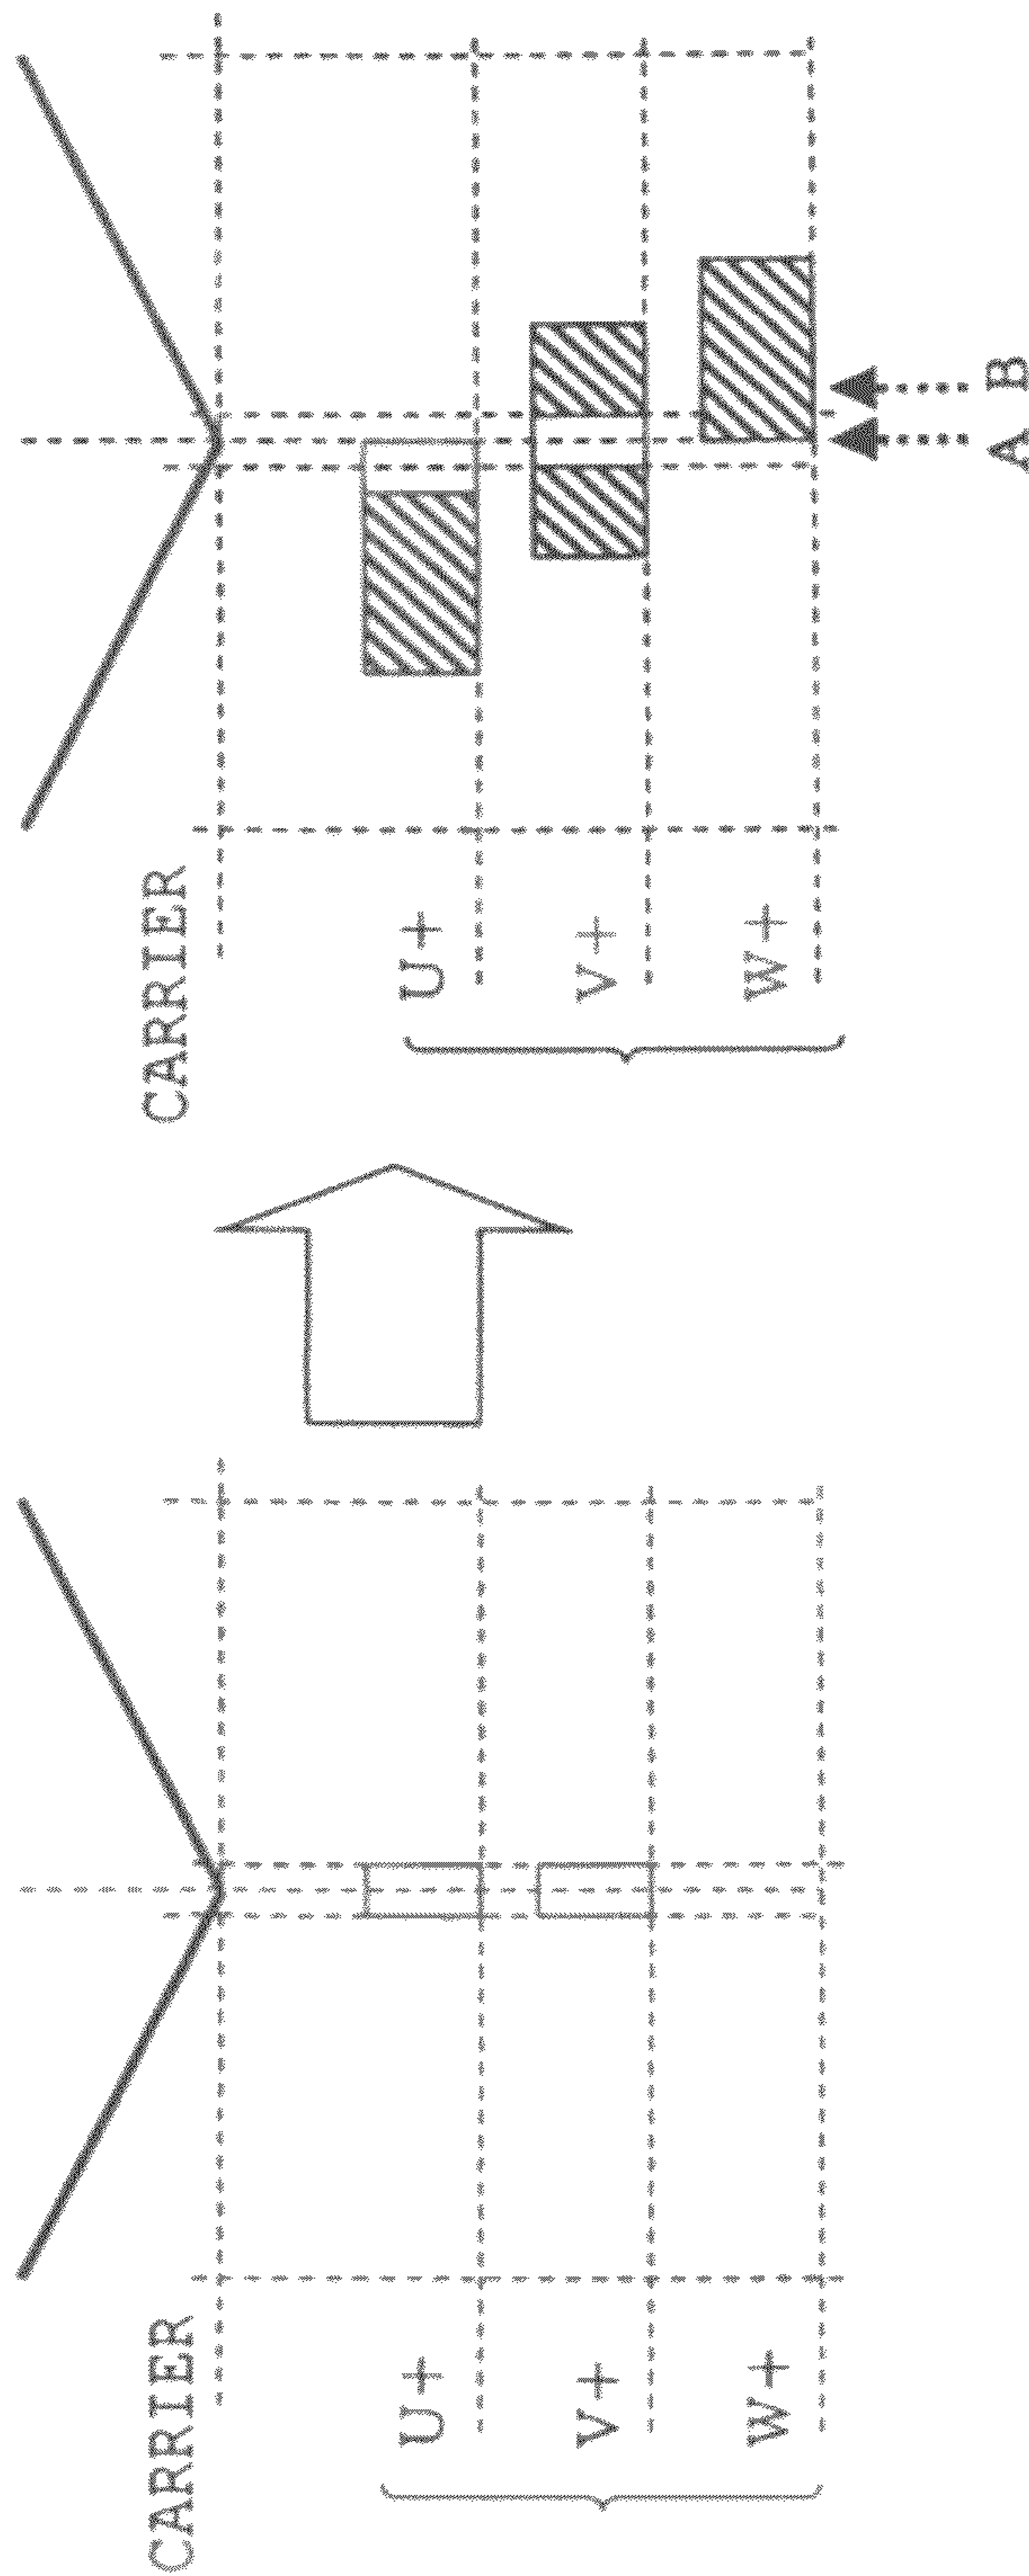 CARRIER
U+
V+
W+
CARRIER
U+
V+
W+
A B